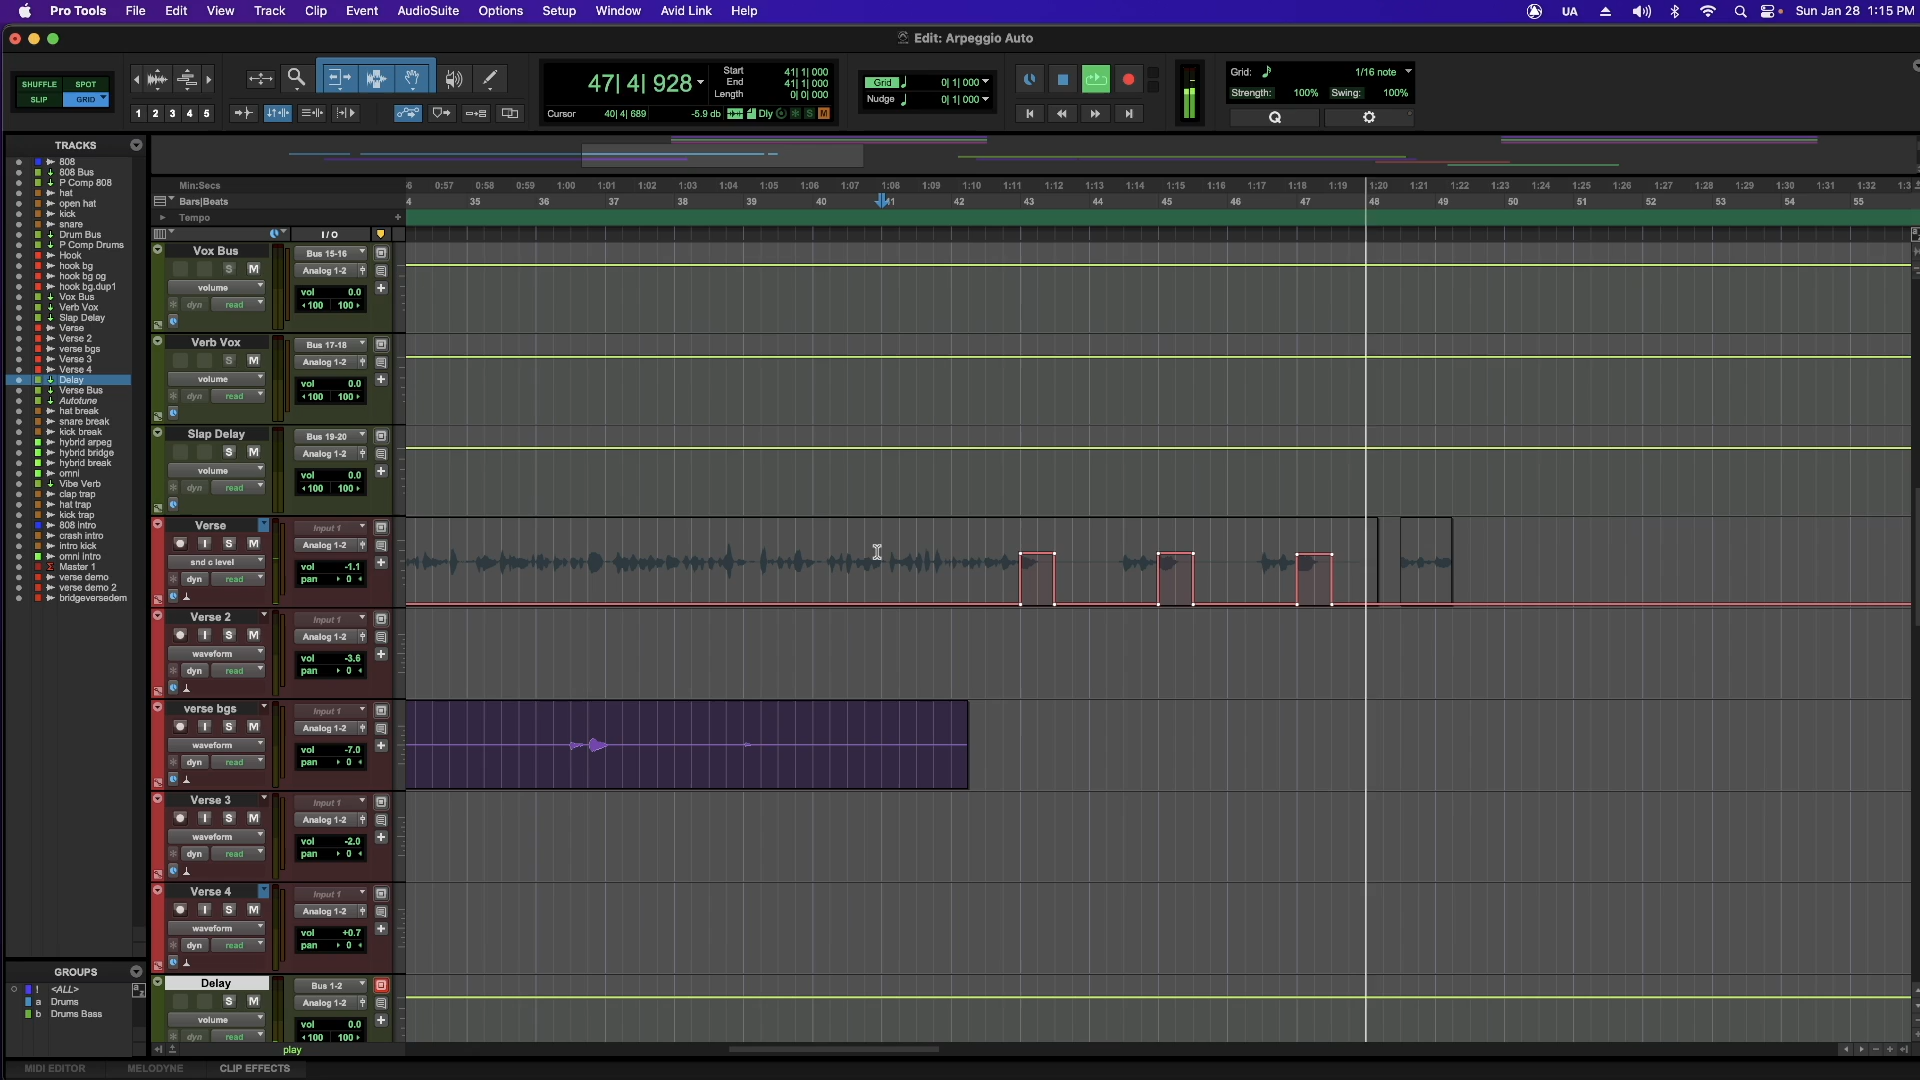 Pro Tools File Edit View Track Clip Event AudioSuite Options Setup Window Avid Link Help UA Sun Jan 28 1:15 PM
Edit: Arpeggio Auto
SHUFFLE SPOT
SLIP GRID
1 2 3 4 5
47| 4| 928
Start 41| 1| 000
End 41| 1| 000
Length 0| 0| 000
Cursor 40| 4| 689 -5.9 db Dly S M
Grid 0| 1| 000
Nudge 0| 1| 000
Grid: 1/16 note
Strength: 100% Swing: 100%
Q
TRACKS
808
808 Bus
P Comp 808
hat
open hat
kick
snare
Drum Bus
P Comp Drums
Hook
hook bg
hook bg og
hook bg.dup1
Vox Bus
Verb Vox
Slap Delay
Verse
Verse 2
verse bgs
Verse 3
Verse 4
Delay
Verse Bus
Autotune
hat break
snare break
kick break
hybrid arpeg
hybrid bridge
hybrid break
omni
Vibe Verb
clap trap
hat trap
kick trap
808 intro
crash intro
intro kick
omni intro
Master 1
verse demo
verse demo 2
bridgeversedem
GROUPS
! <ALL>
a Drums
b Drums Bass
Min:Secs 6 0:57 0:58 0:59 1:00 1:01 1:02 1:03 1:04 1:05 1:06 1:07 1:08 1:09 1:10 1:11 1:12 1:13 1:14 1:15 1:16 1:17 1:18 1:19 1:20 1:21 1:22 1:23 1:24 1:25 1:26 1:27 1:28 1:29 1:30 1:31 1:32 1:3
Bars|Beats 4 35 36 37 38 39 40 41 42 43 44 45 46 47 48 49 50 51 52 53 54 55
Tempo +
I / O
Vox Bus Bus 15-16
S M Analog 1-2
volume vol 0.0
dyn read 100 100
Verb Vox Bus 17-18
S M Analog 1-2
volume vol 0.0
dyn read 100 100
Slap Delay Bus 19-20
S M Analog 1-2
volume vol 0.0
dyn read 100 100
Verse Input 1
I S M Analog 1-2
snd c level vol -1.1
dyn read pan 0
Verse 2 Input 1
I S M Analog 1-2
waveform vol -3.6
dyn read pan 0
verse bgs Input 1
I S M Analog 1-2
waveform vol -7.0
dyn read pan 0
Verse 3 Input 1
I S M Analog 1-2
waveform vol -2.0
dyn read pan 0
Verse 4 Input 1
I S M Analog 1-2
waveform vol +0.7
dyn read pan 0
Delay Bus 1-2
S M Analog 1-2
volume vol 0.0
dyn read 100 100
play
MIDI EDITOR MELODYNE CLIP EFFECTS